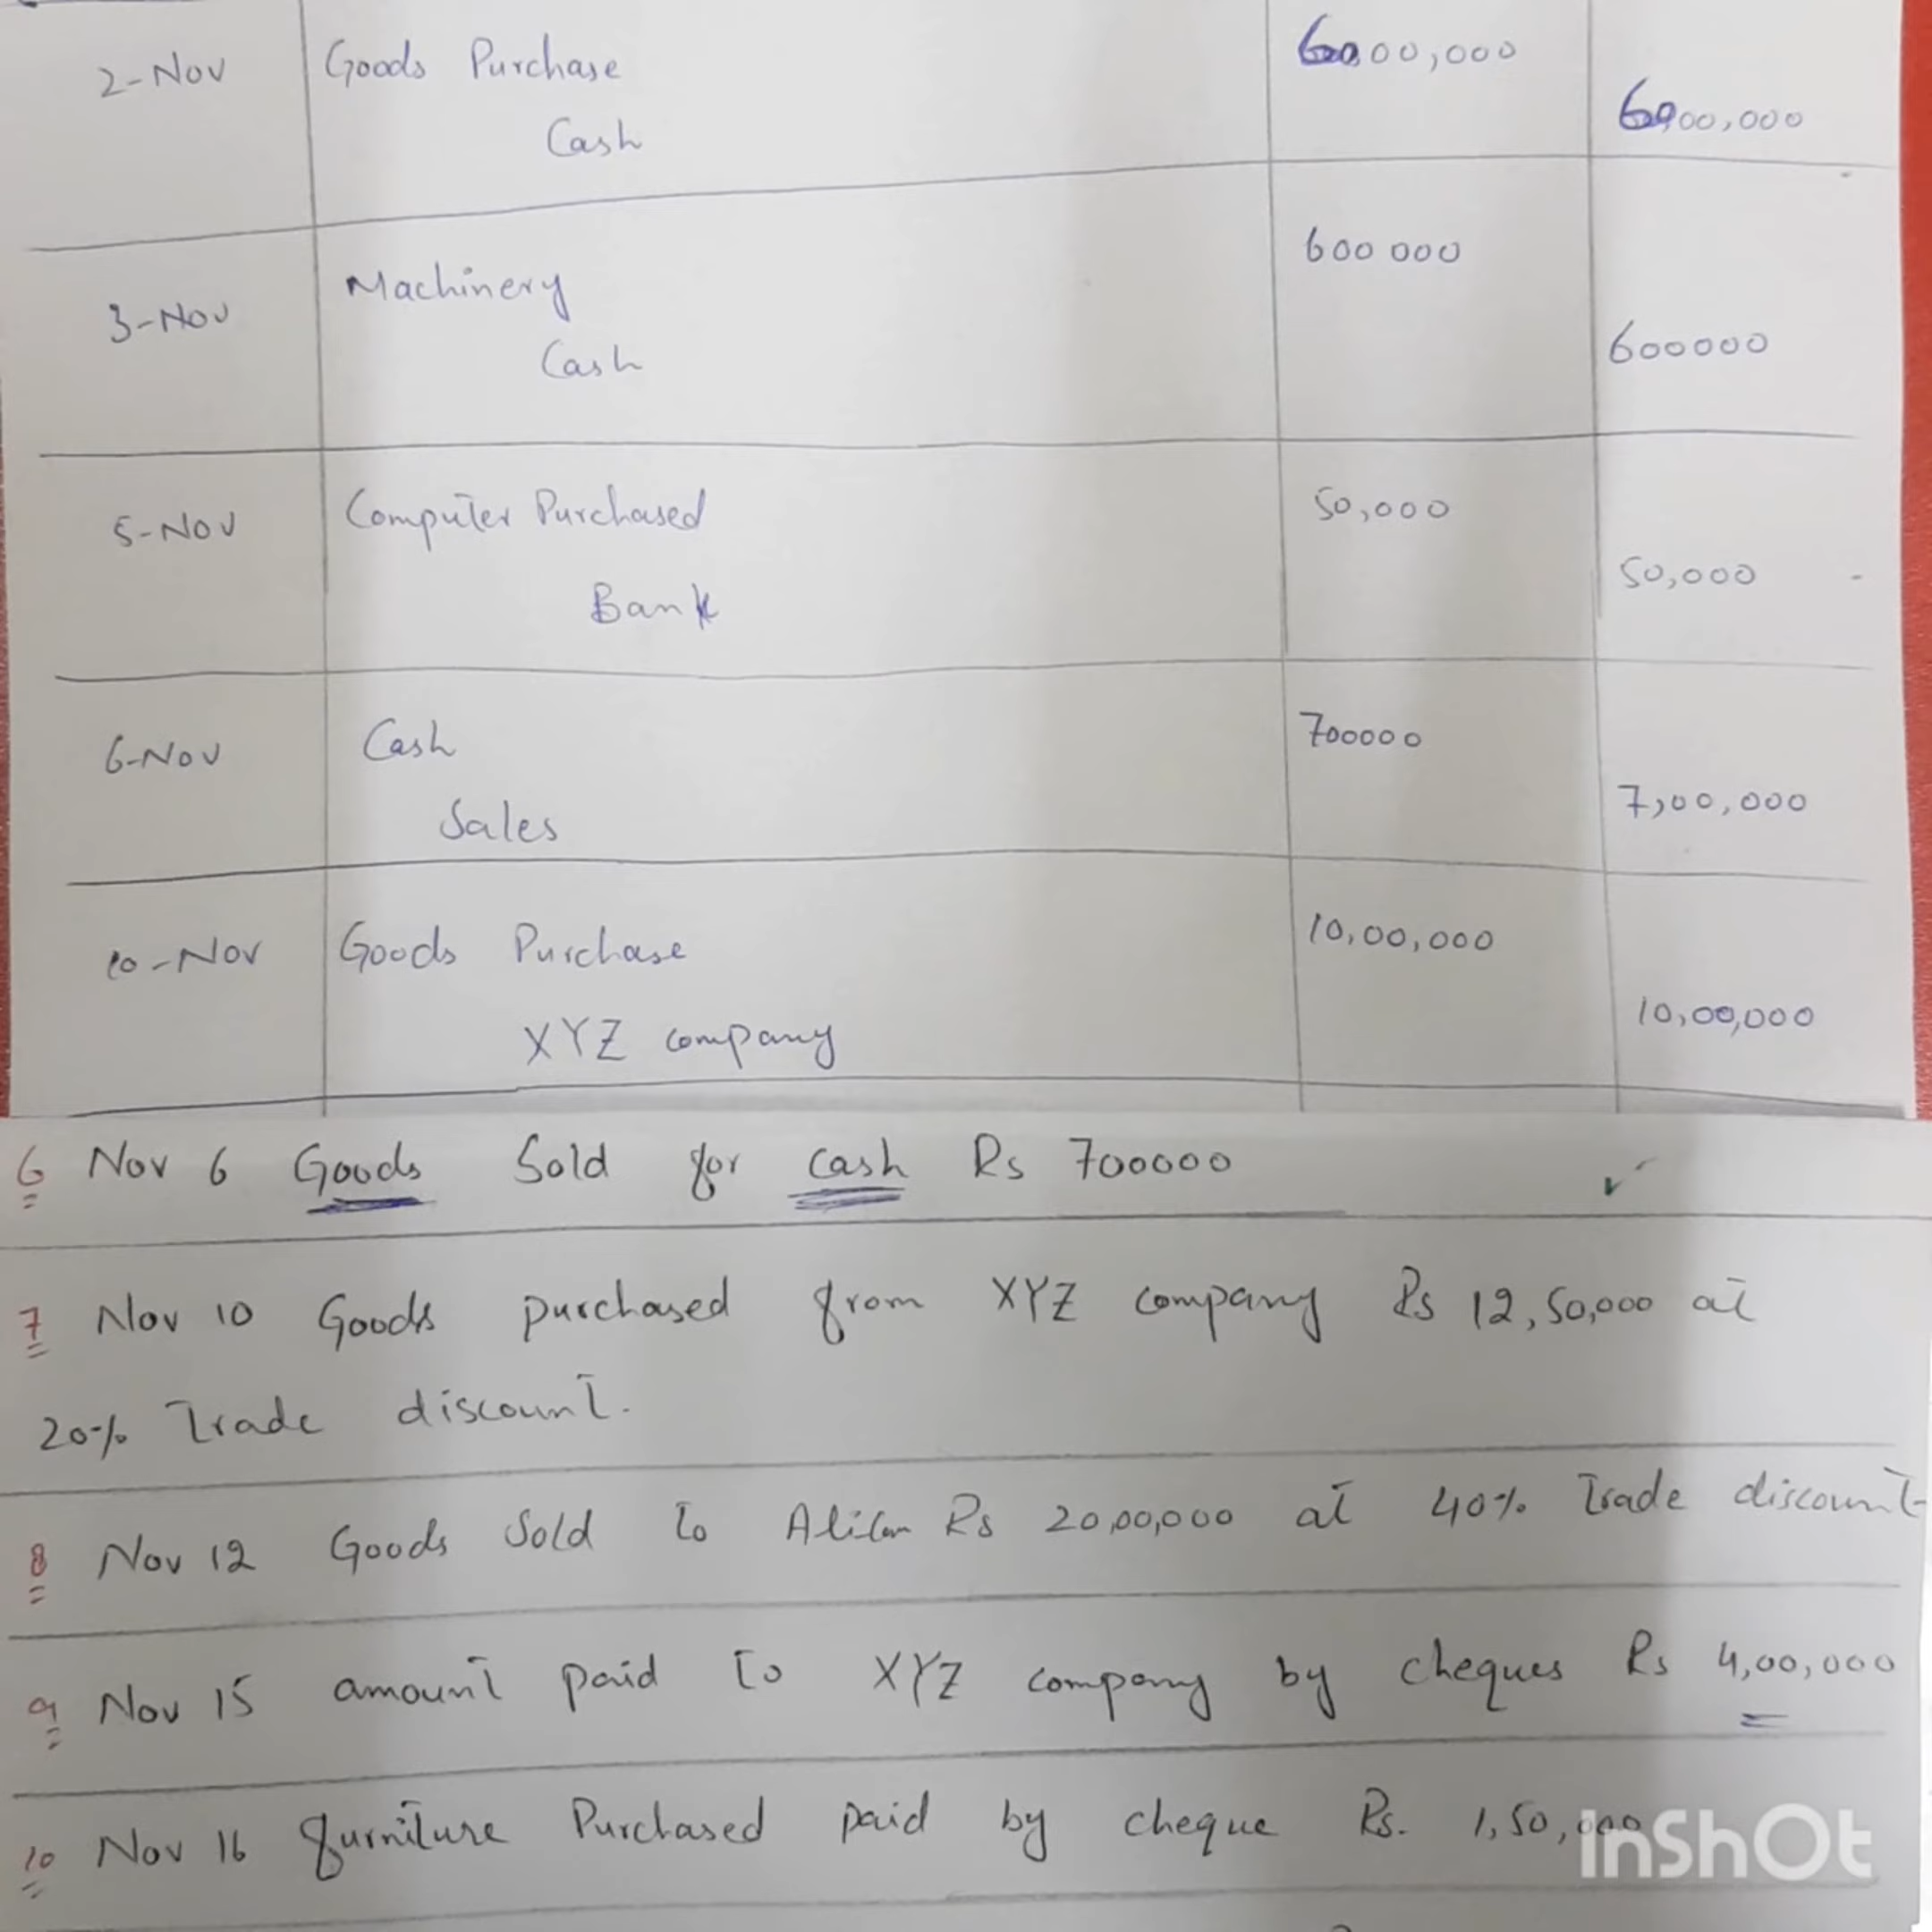 2-Nov Goods Purchase 6000,000
Cash 6000,000
3-Nov Machinery 600 000
Cash 600000
5-Nov Computer Purchased 50,000
Bank 50,000
6-Nov Cash 700000
Sales 7,00,000
10-Nov Goods Purchase 10,00,000
XYZ company 10,00,000
6 Nov 6 Goods Sold for cash Rs 700000
7 Nov 10 Goods purchased from XYZ company Rs 12,50,000 at
20% Trade discount.
8 Nov 12 Goods Sold to Rs 20,00,000 at 40% Trade discount
9 Nov 15 amount paid to XYZ company by cheques Rs 4,00,000
10 Nov 16 furniture Purchased paid by cheque Rs. 1,50,000
InShOt